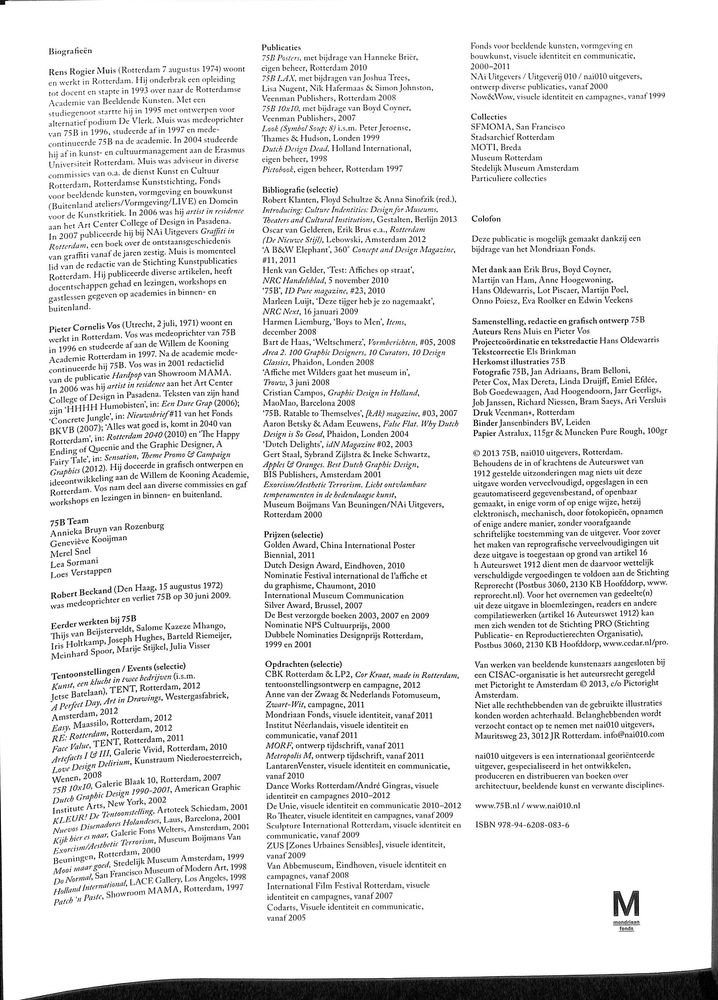 Biografieën
Rens Rogier Muis (Rotterdam 7 augustus 1974) woont
en werkt in Rotterdam. Hij onderbrak een opleiding
tot docent en stapte in 1993 over naar de Rotterdamse
Academie van Beeldende Kunsten. Met een
studiegenoot startte hij in 1995 met ontwerpen voor
alternatief podium De Vlerk. Muis was medeoprichter
van 75B in 1996, studeerde af in 1997 en mede-
continueerde 75B na de academie. In 2004 studeerde
hij af in kunst- en cultuurmanagement aan de Erasmus
Universiteit Rotterdam. Muis was adviseur in diverse
commissies van o.a. de dienst Kunst en Cultuur
Rotterdam, Rotterdamse Kunststichting, Fonds
voor beeldende kunsten, vormgeving en bouwkunst
(Buitenland ateliers/Vormgeving/LIVE) en Domein
voor de Kunstkritiek. In 2006 was hij artist in residence
aan het Art Center College of Design in Pasadena.
In 2007 publiceerde hij bij NAi Uitgevers Graffiti in
Rotterdam, een boek over de ontstaansgeschiedenis
van graffiti vanaf de jaren zestig. Muis is momenteel
lid van de redactie van de Stichting Kunstpublicaties
Rotterdam. Hij publiceerde diverse artikelen, heeft
docentschappen gehad en lezingen, workshops en
gastlessen gegeven op academies in binnen- en
buitenland.
Pieter Cornelis Vos (Utrecht, 2 juli, 1971) woont en
werkt in Rotterdam. Vos was medeoprichter van 75B
in 1996 en studeerde af aan de Willem de Kooning
Academie Rotterdam in 1997. Na de academie mede-
continueerde hij 75B. Vos was in 2001 redactielid
van de publicatie Hardpop van Showroom MAMA.
In 2006 was hij artist in residence aan het Art Center
College of Design in Pasadena. Teksten van zijn hand
zijn 'HHHH Humobisten', in: Een Dure Grap (2006);
'Concrete Jungle', in: Nieuwsbrief #11 van het Fonds
BKVB (2007); 'Alles wat goed is, komt in 2040 van
Rotterdam', in: Rotterdam 2040 (2010) en 'The Happy
Ending of Queenie and the Graphic Designer, A
Fairy Tale', in: Sensation, Theme Promo & Campaign
Graphics (2012). Hij doceerde in grafisch ontwerpen en
ideeontwikkeling aan de Willem de Kooning Academie,
Rotterdam. Vos nam deel aan diverse commissies en gaf
workshops en lezingen in binnen- en buitenland.
75B Team
Annieka Bruyn van Rozenburg
Geneviève Kooijman
Merel Snel
Lea Sormani
Loes Verstappen
Robert Beckand (Den Haag, 15 augustus 1972)
was medeoprichter en verliet 75B op 30 juni 2009.
Eerder werkten bij 75B
Thijs van Beijsterveldt, Salome Kazeze Mhango,
Iris Holtkamp, Joseph Hughes, Barteld Riemeijer,
Meinhard Spoor, Marije Stijkel, Julia Visser
Tentoonstellingen / Events (selectie)
Kunst, een klucht in twee bedrijven (i.s.m.
Jetse Batelaan), TENT, Rotterdam, 2012
A Perfect Day, Art in Drawings, Westergasfabriek,
Amsterdam, 2012
Easy, Maassilo, Rotterdam, 2012
RE: Rotterdam, Rotterdam, 2012
Face Value, TENT, Rotterdam, 2011
Artefacts I & III, Galerie Vivid, Rotterdam, 2010
Love Design Delirium, Kunstraum Niederoesterreich,
Wenen, 2008
75B 10x10, Galerie Blaak 10, Rotterdam, 2007
Dutch Graphic Design 1990-2001, American Graphic
Institute Arts, New York, 2002
KLEUR! De Tentoonstelling, Artoteek Schiedam, 2001
Nuevos Disenadores Holandeses, Laus, Barcelona, 2001
Kijk hier es naar, Galerie Fons Welters, Amsterdam, 2001
Exorcism/Aesthetic Terrorism, Museum Boijmans Van
Beuningen, Rotterdam, 2000
Mooi maar goed, Stedelijk Museum Amsterdam, 1999
Do Normal, San Francisco Museum of Modern Art, 1998
Holland International, LACE Gallery, Los Angeles, 1998
Patch 'n Paste, Showroom MAMA, Rotterdam, 1997
Publicaties
75B Posters, met bijdrage van Hanneke Briër,
eigen beheer, Rotterdam 2010
75B LAX, met bijdragen van Joshua Trees,
Lisa Nugent, Nik Hafermaas & Simon Johnston,
Veenman Publishers, Rotterdam 2008
75B 10x10, met bijdrage van Boyd Coyner,
Veenman Publishers, 2007
Look (Symbol Soup; 8) i.s.m. Peter Jeroense,
Thames & Hudson, Londen 1999
Dutch Design Dead, Holland International,
eigen beheer, 1998
Pictobook, eigen beheer, Rotterdam 1997
Bibliografie (selectie)
Robert Klanten, Floyd Schultze & Anna Sinofzik (red.),
Introducing: Culture Indentities: Design for Museums,
Theaters and Cultural Institutions, Gestalten, Berlijn 2013
Oscar van Gelderen, Erik Brus e.a., Rotterdam
(De Nieuwe Stijl), Lebowski, Amsterdam 2012
'A B&W Elephant', 360° Concept and Design Magazine,
#11, 2011
Henk van Gelder, 'Test: Affiches op straat',
NRC Handelsblad, 5 november 2010
'75B', ID Pure magazine, #23, 2010
Marleen Luijt, 'Deze tijger heb je zo nagemaakt',
NRC Next, 16 januari 2009
Harmen Liemburg, 'Boys to Men', Items,
december 2008
Bart de Haas, 'Weltschmerz', Vormberichten, #05, 2008
Area 2. 100 Graphic Designers, 10 Curators, 10 Design
Classics, Phaidon, Londen 2008
'Affiche met Wilders gaat het museum in',
Trouw, 3 juni 2008
Cristian Campos, Graphic Design in Holland,
MaoMao, Barcelona 2008
'75B. Ratable to Themselves', [kAk) magazine, #03, 2007
Aaron Betsky & Adam Eeuwens, False Flat. Why Dutch
Design is So Good, Phaidon, Londen 2004
'Dutch Delights', idN Magazine #02, 2003
Gert Staal, Sybrand Zijlstra & Ineke Schwartz,
Apples & Oranges. Best Dutch Graphic Design,
BIS Publishers, Amsterdam 2001
Exorcism/Aesthetic Terrorism. Licht ontvlambare
temperamenten in de hedendaagse kunst,
Museum Boijmans Van Beuningen/NAi Uitgevers,
Rotterdam 2000
Prijzen (selectie)
Golden Award, China International Poster
Biennial, 2011
Dutch Design Award, Eindhoven, 2010
Nominatie Festival international de l'affiche et
du graphisme, Chaumont, 2010
International Museum Communication
Silver Award, Brussel, 2007
De Best verzorgde boeken 2003, 2007 en 2009
Nominatie NPS Cultuurprijs, 2000
Dubbele Nominaties Designprijs Rotterdam,
1999 en 2001
Opdrachten (selectie)
CBK Rotterdam & LP2, Cor Kraat, made in Rotterdam,
tentoonstellingsontwerp en campagne, 2012
Anne van der Zwaag & Nederlands Fotomuseum,
Zwart-Wit, campagne, 2011
Mondriaan Fonds, visuele identiteit, vanaf 2011
Institut Néerlandais, visuele identiteit en
communicatie, vanaf 2011
MORF, ontwerp tijdschrift, vanaf 2011
Metropolis M, ontwerp tijdschrift, vanaf 2011
LantarenVenster, visuele identiteit en communicatie,
vanaf 2010
Dance Works Rotterdam/André Gingras, visuele
identiteit en campagnes 2010–2012
De Unie, visuele identiteit en communicatie 2010–2012
Ro Theater, visuele identiteit en campagnes, vanaf 2009
Sculpture International Rotterdam, visuele identiteit en
communicatie, vanaf 2009
ZUS [Zones Urbaines Sensibles], visuele identiteit,
vanaf 2009
Van Abbemuseum, Eindhoven, visuele identiteit en
campagnes, vanaf 2008
International Film Festival Rotterdam, visuele
identiteit en campagnes, vanaf 2007
Codarts, Visuele identiteit en communicatie,
vanaf 2005
Fonds voor beeldende kunsten, vormgeving en
bouwkunst, visuele identiteit en communicatie,
2000–2011
NAi Uitgevers / Uitgeverij 010 / nai010 uitgevers,
ontwerp diverse publicaties, vanaf 2000
Now&Wow, visuele identiteit en campagnes, vanaf 1999
Collecties
SFMOMA, San Francisco
Stadsarchief Rotterdam
MOTI, Breda
Museum Rotterdam
Stedelijk Museum Amsterdam
Particuliere collecties
Colofon
Deze publicatie is mogelijk gemaakt dankzij een
bijdrage van het Mondriaan Fonds.
Met dank aan Erik Brus, Boyd Coyner,
Martijn van Ham, Anne Hoogewoning,
Hans Oldewarris, Lot Piscaer, Martijn Poel,
Onno Poiesz, Eva Roolker en Edwin Veekens
Samenstelling, redactie en grafisch ontwerp 75B
Auteurs Rens Muis en Pieter Vos
Projectcoördinatie en tekstredactie Hans Oldewarris
Tekstcorrectie Els Brinkman
Herkomst illustraties 75B
Fotografie 75B, Jan Adriaans, Bram Belloni,
Peter Cox, Max Dereta, Linda Druijff, Emiel Efdée,
Bob Goedewaagen, Aad Hoogendoorn, Jarr Geerligs,
Job Janssen, Richard Niessen, Bram Saeys, Ari Versluis
Druk Veenman+, Rotterdam
Binder Jansenbinders BV, Leiden
Papier Astralux, 115gr & Muncken Pure Rough, 100gr
© 2013 75B, nai010 uitgevers, Rotterdam.
Behoudens de in of krachtens de Auteurswet van
1912 gestelde uitzonderingen mag niets uit deze
uitgave worden verveelvoudigd, opgeslagen in een
geautomatiseerd gegevensbestand, of openbaar
gemaakt, in enige vorm of op enige wijze, hetzij
elektronisch, mechanisch, door fotokopieën, opnamen
of enige andere manier, zonder voorafgaande
schriftelijke toestemming van de uitgever. Voor zover
het maken van reprografische verveelvoudigingen uit
deze uitgave is toegestaan op grond van artikel 16
h Auteurswet 1912 dient men de daarvoor wettelijk
verschuldigde vergoedingen te voldoen aan de Stichting
Reprorecht (Postbus 3060, 2130 KB Hoofddorp, www.
reprorecht.nl). Voor het overnemen van gedeelte(n)
uit deze uitgave in bloemlezingen, readers en andere
compilatiewerken (artikel 16 Auteurswet 1912) kan
men zich wenden tot de Stichting PRO (Stichting
Publicatie- en Reproductierechten Organisatie),
Postbus 3060, 2130 KB Hoofddorp, www.cedar.nl/pro.
Van werken van beeldende kunstenaars aangesloten bij
een CISAC-organisatie is het auteursrecht geregeld
met Pictoright te Amsterdam © 2013, c/o Pictoright
Amsterdam.
Niet alle rechthebbenden van de gebruikte illustraties
konden worden achterhaald. Belanghebbenden wordt
verzocht contact op te nemen met nai010 uitgevers,
Mauritsweg 23, 3012 JR Rotterdam. info@nai010.com
nai010 uitgevers is een internationaal georiënteerde
uitgever, gespecialiseerd in het ontwikkelen,
produceren en distribueren van boeken over
architectuur, beeldende kunst en verwante disciplines.
www.75B.nl / www.nai010.nl
ISBN 978-94-6208-083-6
M
mondriaan
fonds